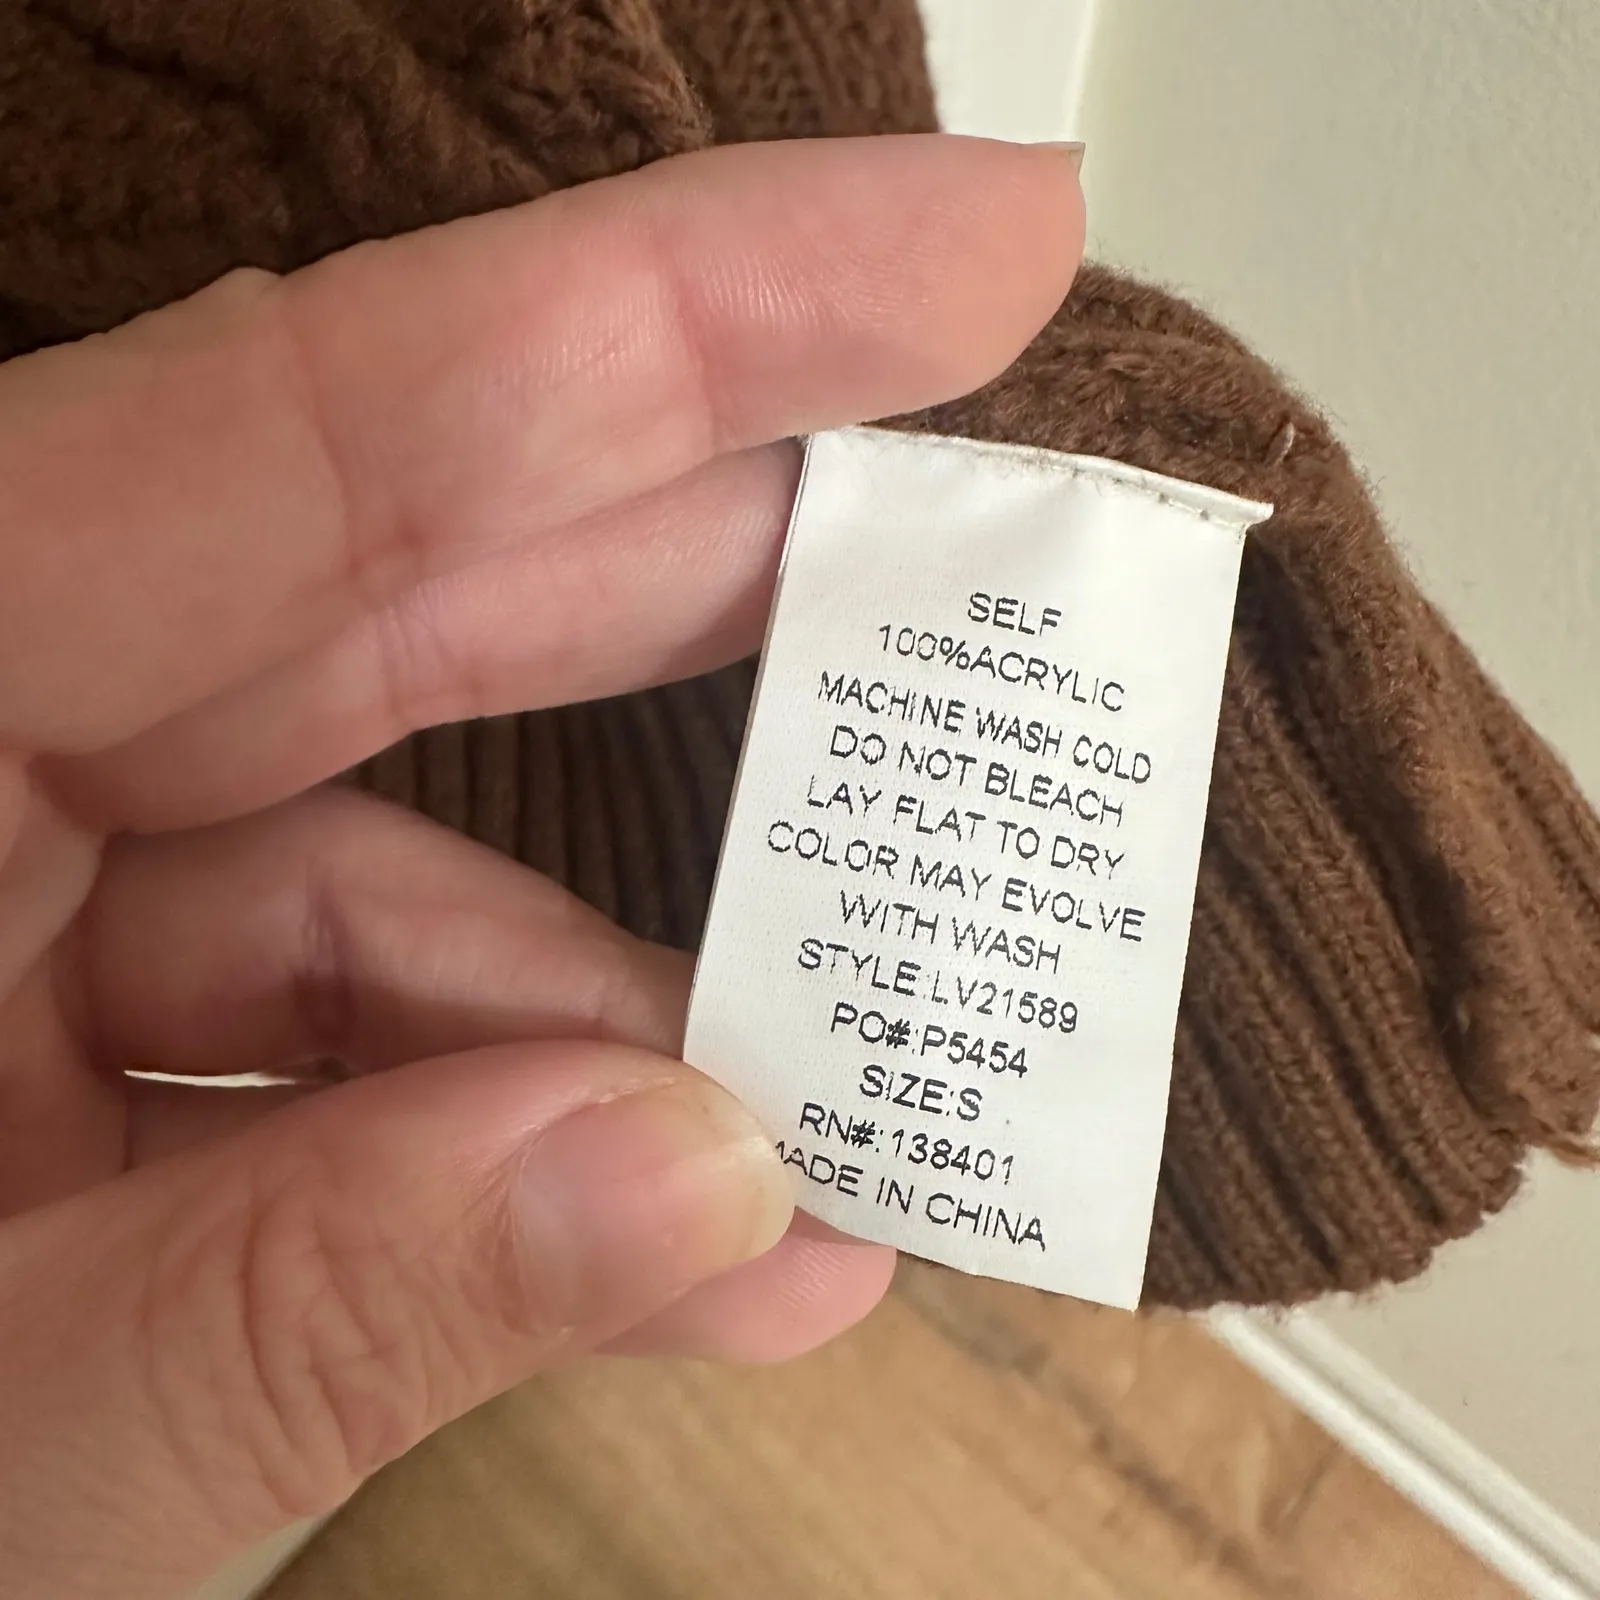 SELF
100%ACRYLIC
MACHINE WASH COLD
DO NOT BLEACH
LAY FLAT TO DRY
COLOR MAY EVOLVE
WITH WASH
STYLE:LV21589
PO#:P5454
SIZE:S
RN#:138401
MADE IN CHINA